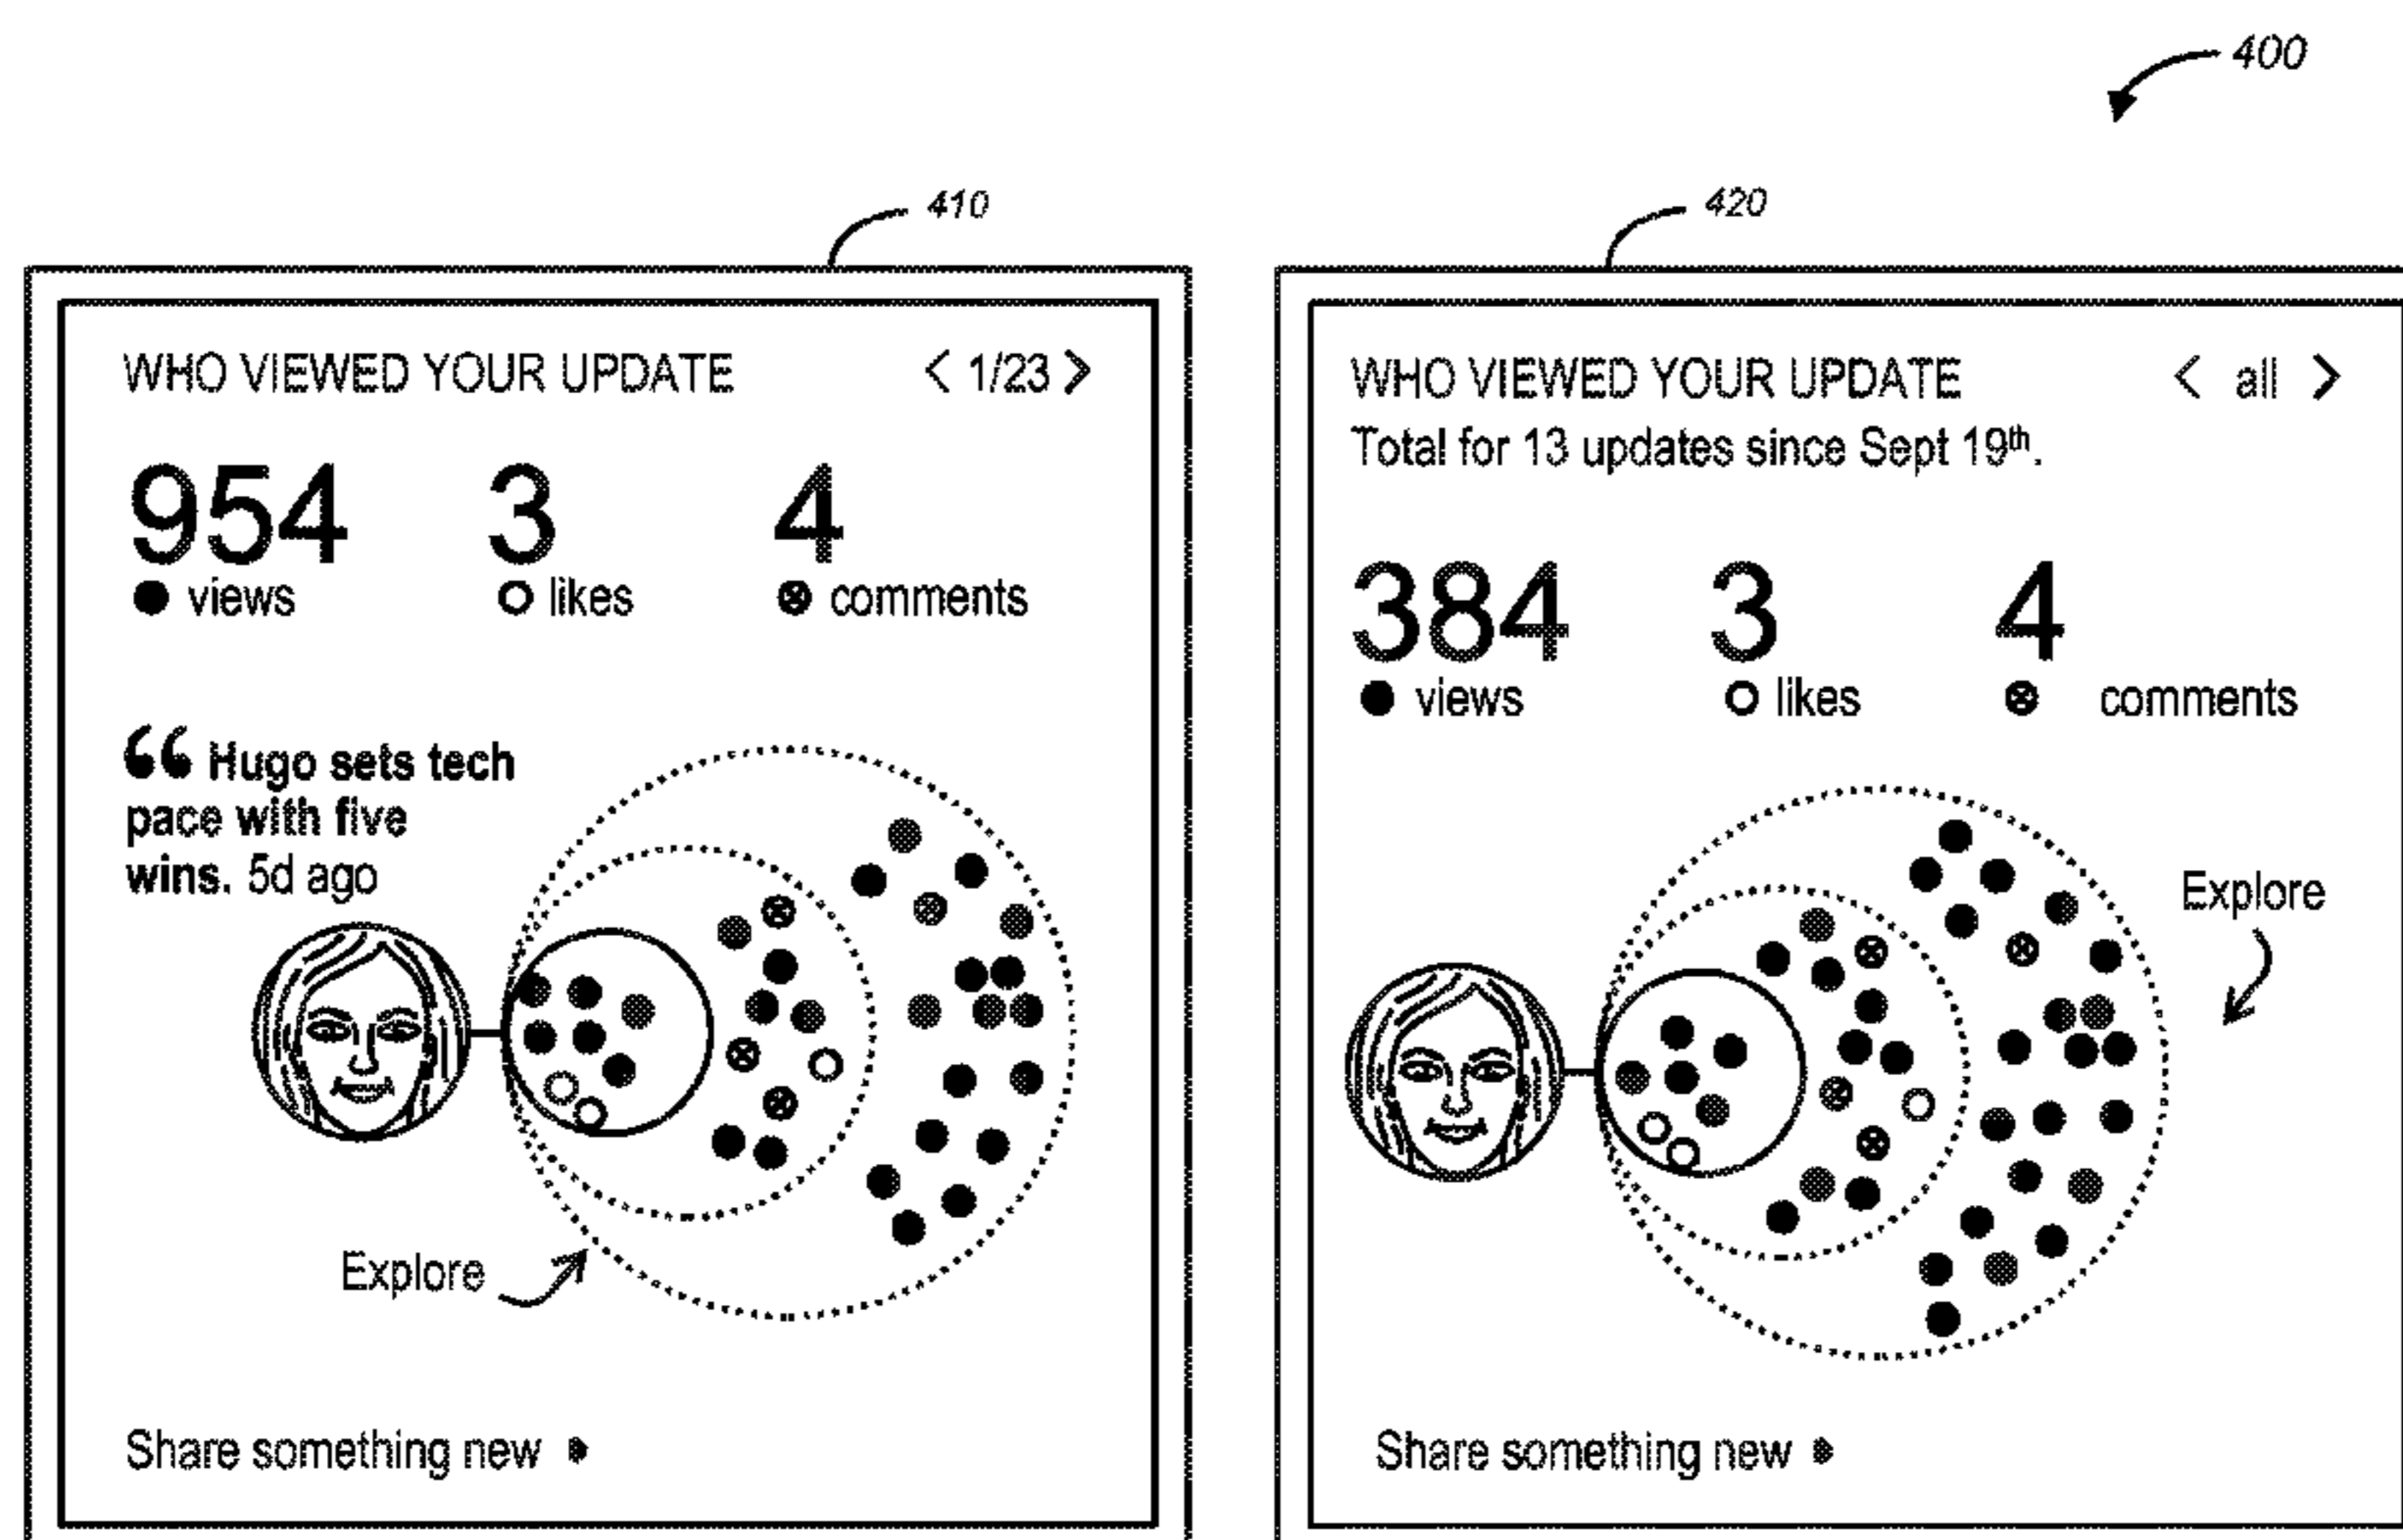 400
410
WHO VIEWED YOUR UPDATE < 1/23 >
954 3 4
views likes comments
“ Hugo sets tech
pace with five
wins. 5d ago
Explore
Share something new
420
WHO VIEWED YOUR UPDATE < all >
Total for 13 updates since Sept 19th.
384 3 4
views likes comments
Explore
Share something new